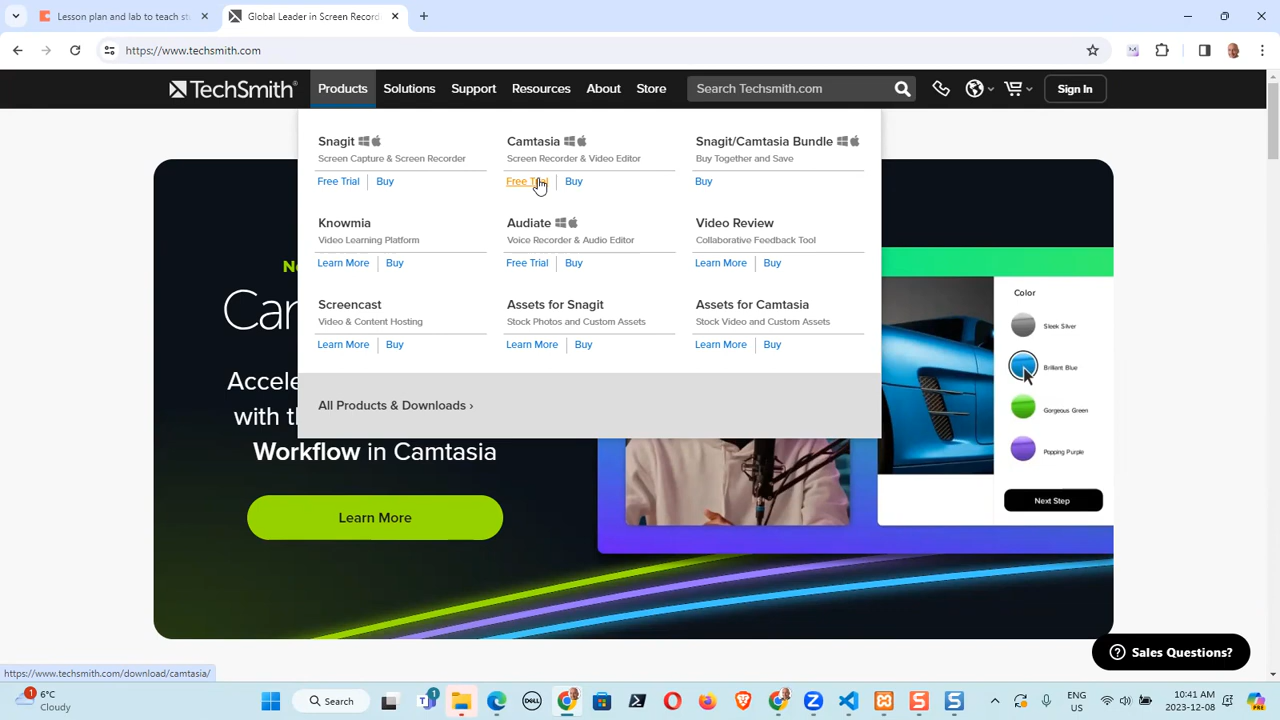 Lesson plan and lab to teach st
Global Leader in Screen Record
https://www.techsmith.com
TechSmith®
Products
Solutions
Support
Resources
About
Store
Search Techsmith.com
Sign In
Snagit
Screen Capture & Screen Recorder
Free Trial
Buy
Camtasia
Screen Recorder & Video Editor
Free Trial
Buy
Snagit/Camtasia Bundle
Buy Together and Save
Buy
Knowmia
Video Learning Platform
Learn More
Buy
Audiate
Voice Recorder & Audio Editor
Free Trial
Buy
Video Review
Collaborative Feedback Tool
Learn More
Buy
Screencast
Video & Content Hosting
Learn More
Buy
Assets for Snagit
Stock Photos and Custom Assets
Learn More
Buy
Assets for Camtasia
Stock Video and Custom Assets
Learn More
Buy
All Products & Downloads ›
Accele
with th
Workflow in Camtasia
Learn More
Color
Sleek Silver
Brilliant Blue
Gorgeous Green
Popping Purple
Next Step
Sales Questions?
https://www.techsmith.com/download/camtasia/
1
6°C
Cloudy
Search
1
ENG
US
10:41 AM
2023-12-08